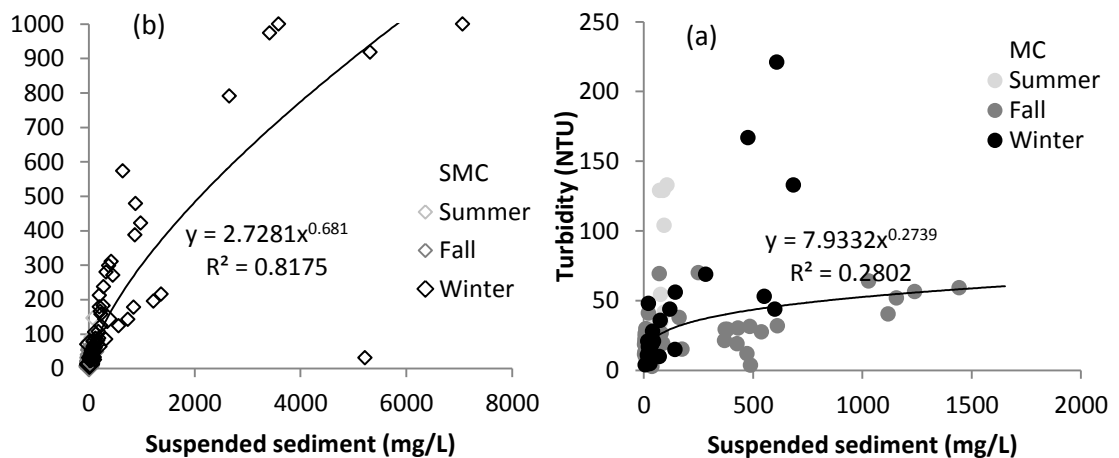 (b)
1000
900
800
700
600
500
400
300
200
100
0
0 2000 4000 6000 8000
Suspended sediment (mg/L)
SMC
Summer
Fall
Winter
y = 2.7281x^0.681
R² = 0.8175
(a)
Turbidity (NTU)
250
200
150
100
50
0
0 500 1000 1500 2000
Suspended sediment (mg/L)
MC
Summer
Fall
Winter
y = 7.9332x^0.2739
R² = 0.2802